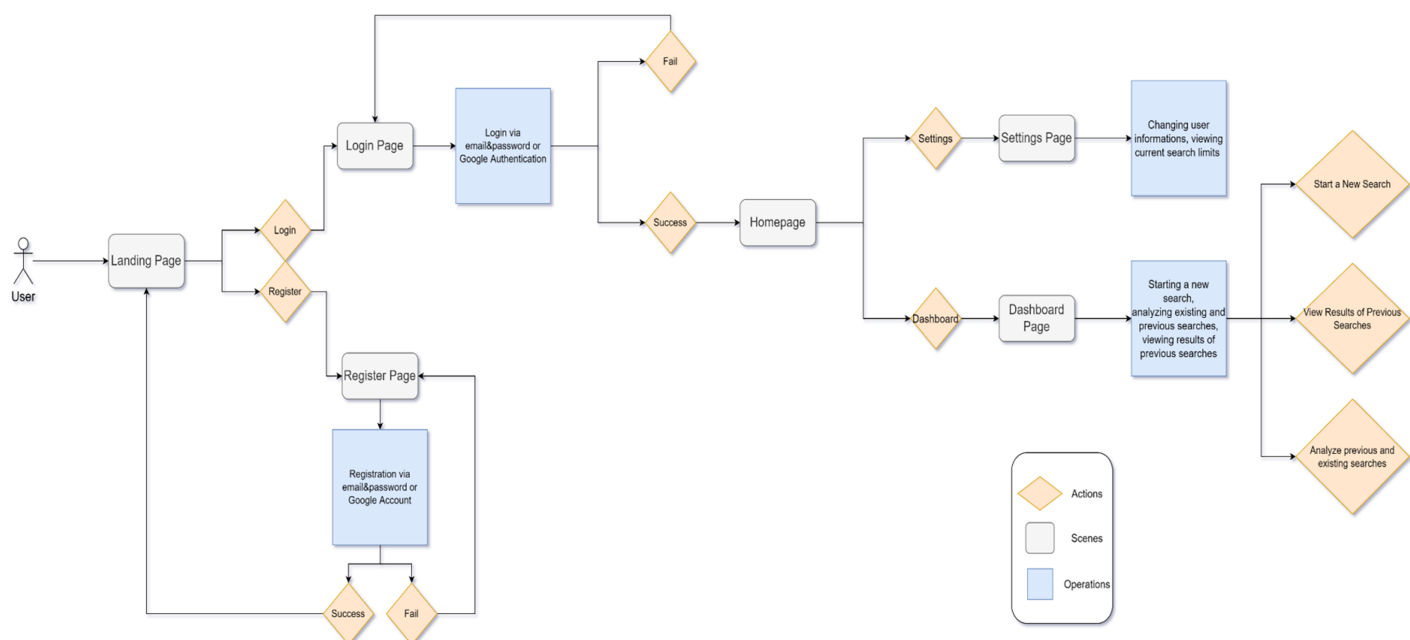 Fail
Login Page
Login via
email&password or
Google Authentication
Settings
Settings Page
Changing user
informations, viewing
current search limits
Start a New Search
Success
Homepage
Login
User
Landing Page
Register
Dashboard
Dashboard
Page
Starting a new
search,
analyzing existing and
previous searches,
viewing results of
previous searches
View Results of Previous
Searches
Register Page
Registration via
email&password or
Google Account
Analyze previous and
existing searches
Success
Fail
Actions
Scenes
Operations